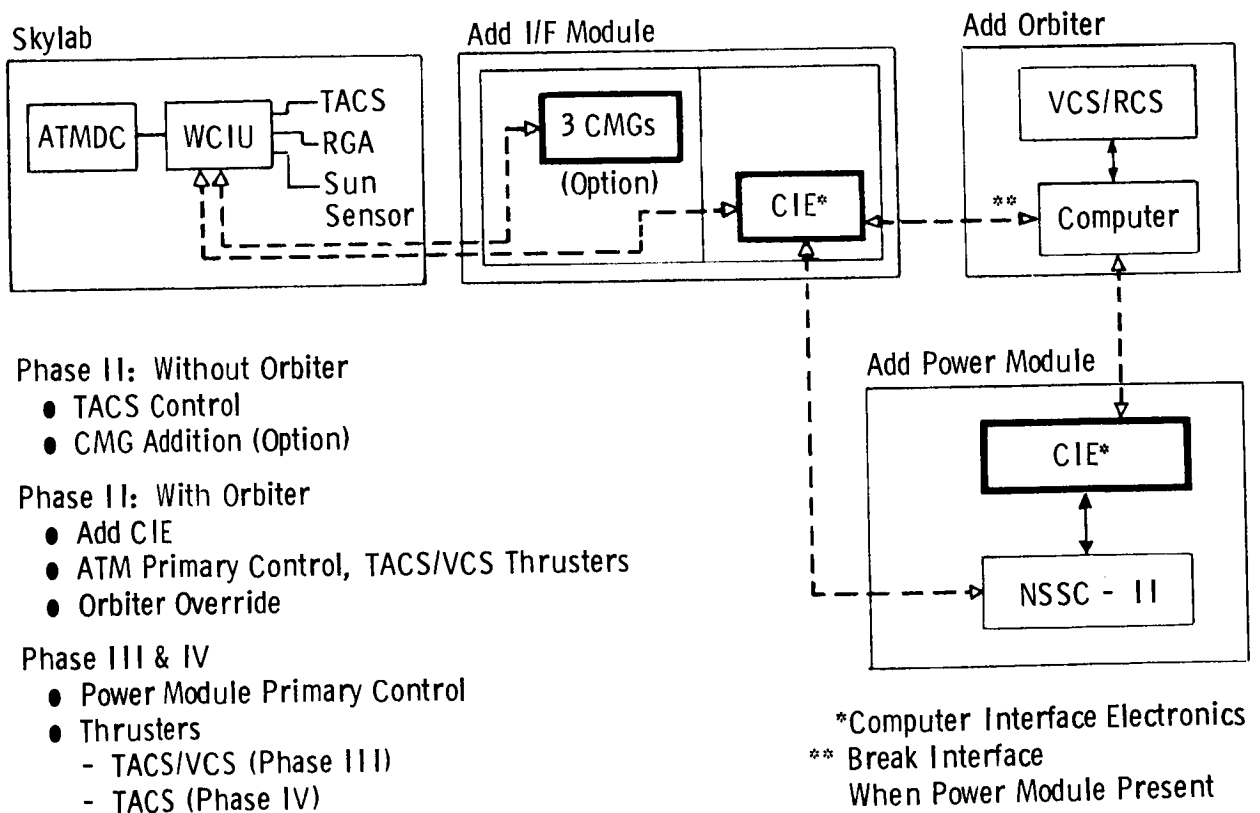 Skylab
ATMDC
WCIU
TACS
RGA
Sun
Sensor
Add I/F Module
3 CMGs
(Option)
CIE*
Add Orbiter
VCS/RCS
**
Computer
Add Power Module
CIE*
NSSC - II
Phase II: Without Orbiter
● TACS Control
● CMG Addition (Option)
Phase II: With Orbiter
● Add CIE
● ATM Primary Control, TACS/VCS Thrusters
● Orbiter Override
Phase III & IV
● Power Module Primary Control
● Thrusters
- TACS/VCS (Phase III)
- TACS (Phase IV)
*Computer Interface Electronics
** Break Interface
When Power Module Present